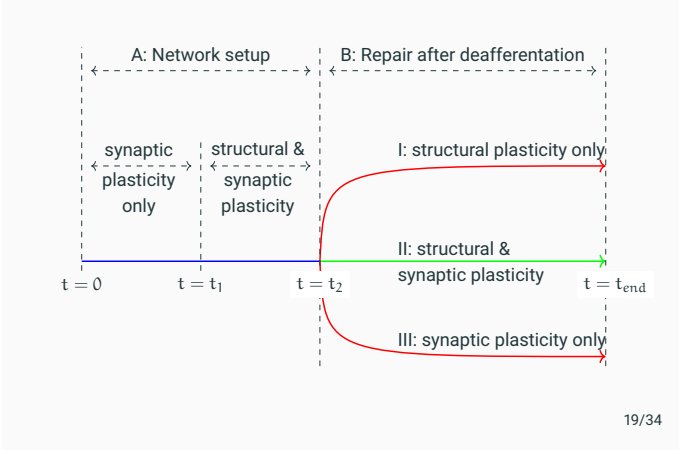 A: Network setup
B: Repair after deafferentation
synaptic
plasticity
only
structural &
synaptic
plasticity
I: structural plasticity only
II: structural &
synaptic plasticity
t = 0
t = t₁
t = t₂
t = tₑₙd
III: synaptic plasticity only
19/34